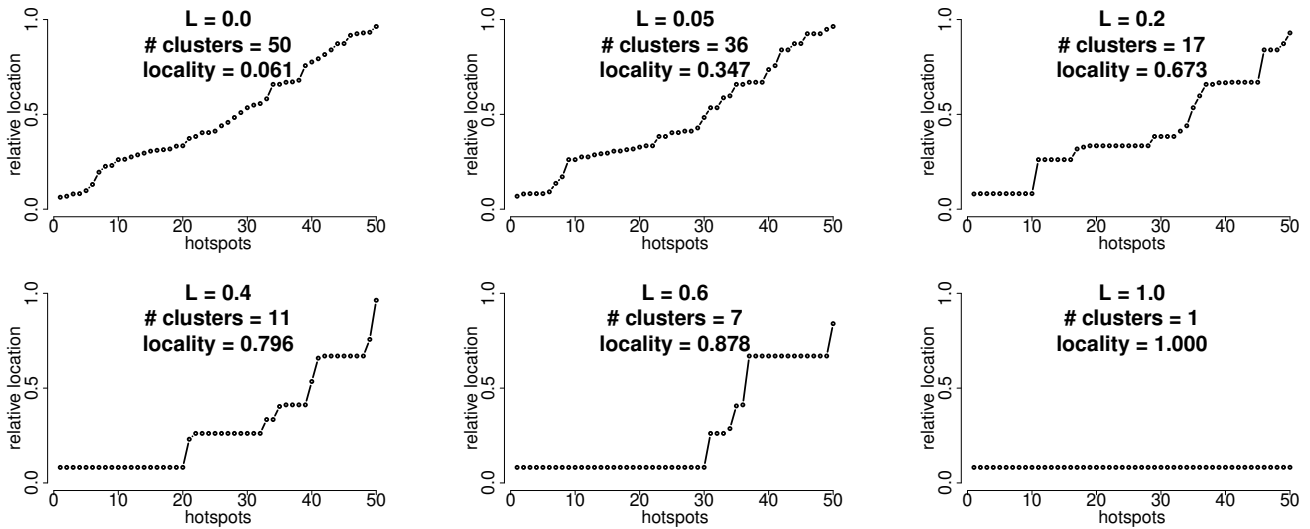 L = 0.0
# clusters = 50
locality = 0.061
relative location
0.0
0.5
1.0
0
10
20
30
40
50
hotspots
L = 0.05
# clusters = 36
locality = 0.347
relative location
0.0
0.5
1.0
0
10
20
30
40
50
hotspots
L = 0.2
# clusters = 17
locality = 0.673
relative location
0.0
0.5
1.0
0
10
20
30
40
50
hotspots
L = 0.4
# clusters = 11
locality = 0.796
relative location
0.0
0.5
1.0
0
10
20
30
40
50
hotspots
L = 0.6
# clusters = 7
locality = 0.878
relative location
0.0
0.5
1.0
0
10
20
30
40
50
hotspots
L = 1.0
# clusters = 1
locality = 1.000
relative location
0.0
0.5
1.0
0
10
20
30
40
50
hotspots